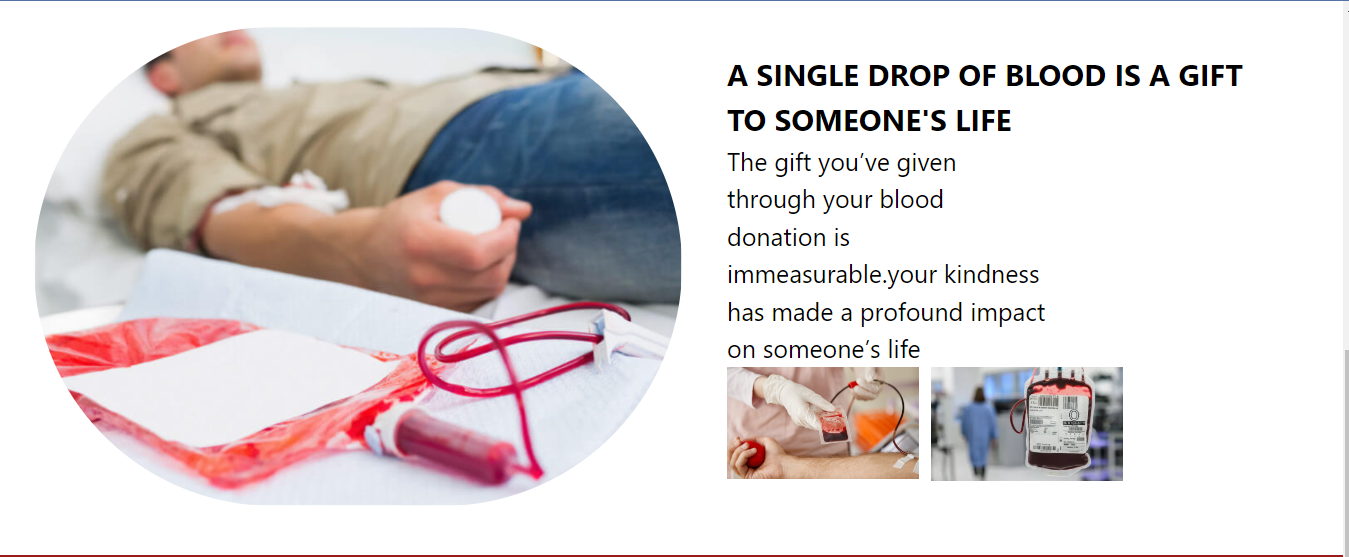 A SINGLE DROP OF BLOOD IS A GIFT
TO SOMEONE'S LIFE
The gift you’ve given
through your blood
donation is
immeasurable.your kindness
has made a profound impact
on someone’s life